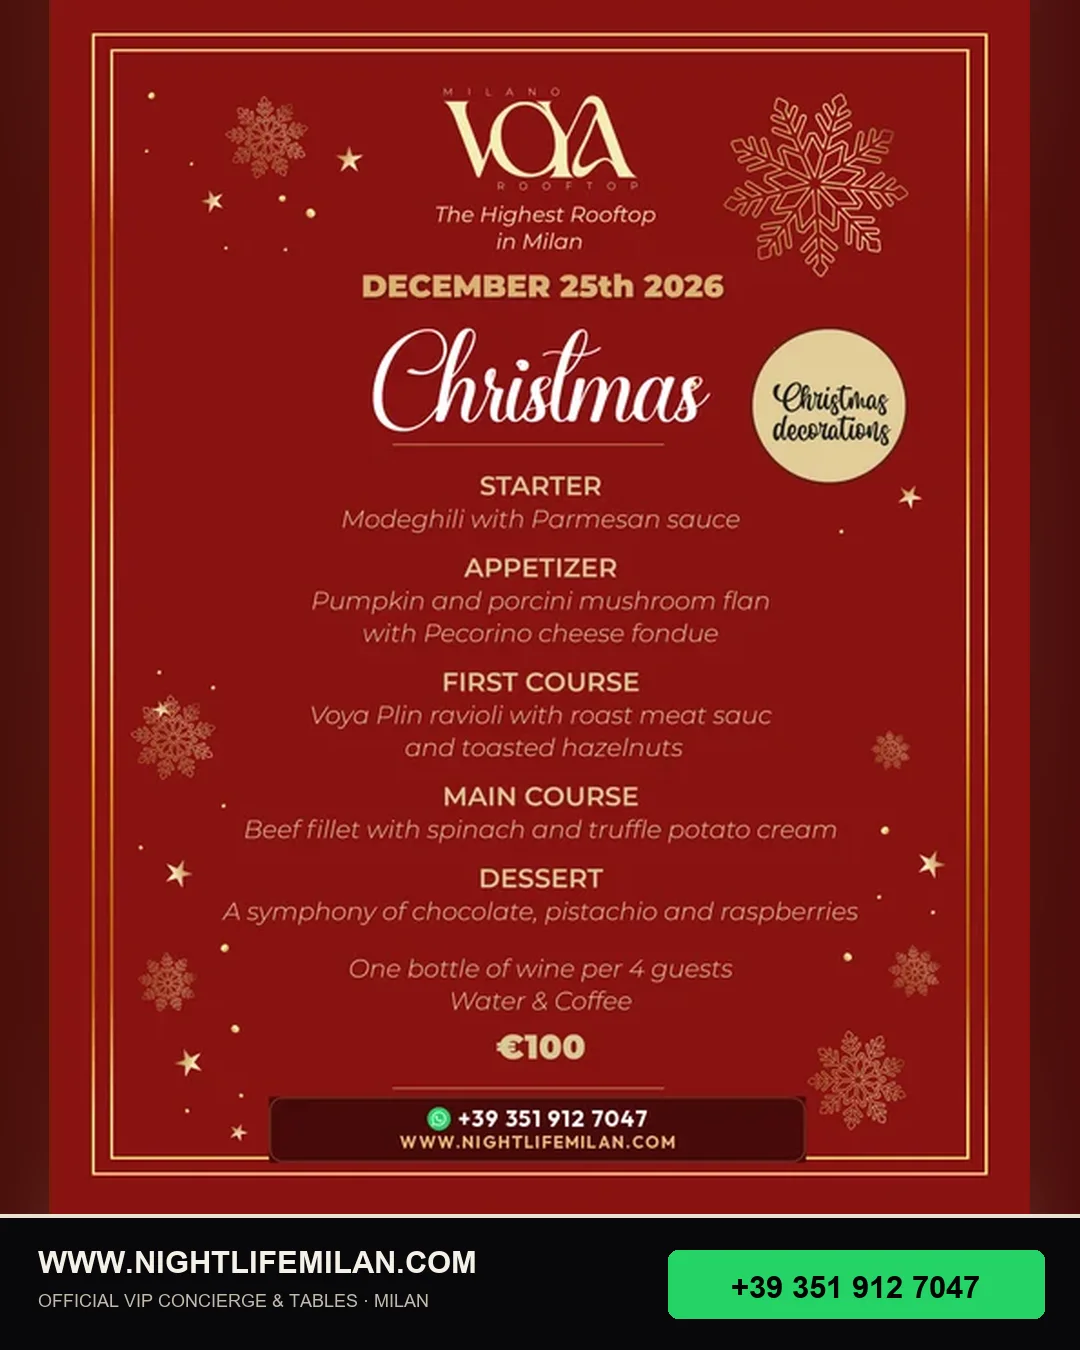 MILANO
VOYA
ROOFTOP
The Highest Rooftop
in Milan
DECEMBER 25th 2026
Christmas
Christmas
decorations
STARTER
Modeghili with Parmesan sauce
APPETIZER
Pumpkin and porcini mushroom flan
with Pecorino cheese fondue
FIRST COURSE
Voya Plin ravioli with roast meat sauc
and toasted hazelnuts
MAIN COURSE
Beef fillet with spinach and truffle potato cream
DESSERT
A symphony of chocolate, pistachio and raspberries
One bottle of wine per 4 guests
Water & Coffee
€100
+39 351 912 7047
WWW.NIGHTLIFEMILAN.COM
WWW.NIGHTLIFEMILAN.COM
OFFICIAL VIP CONCIERGE & TABLES · MILAN
+39 351 912 7047